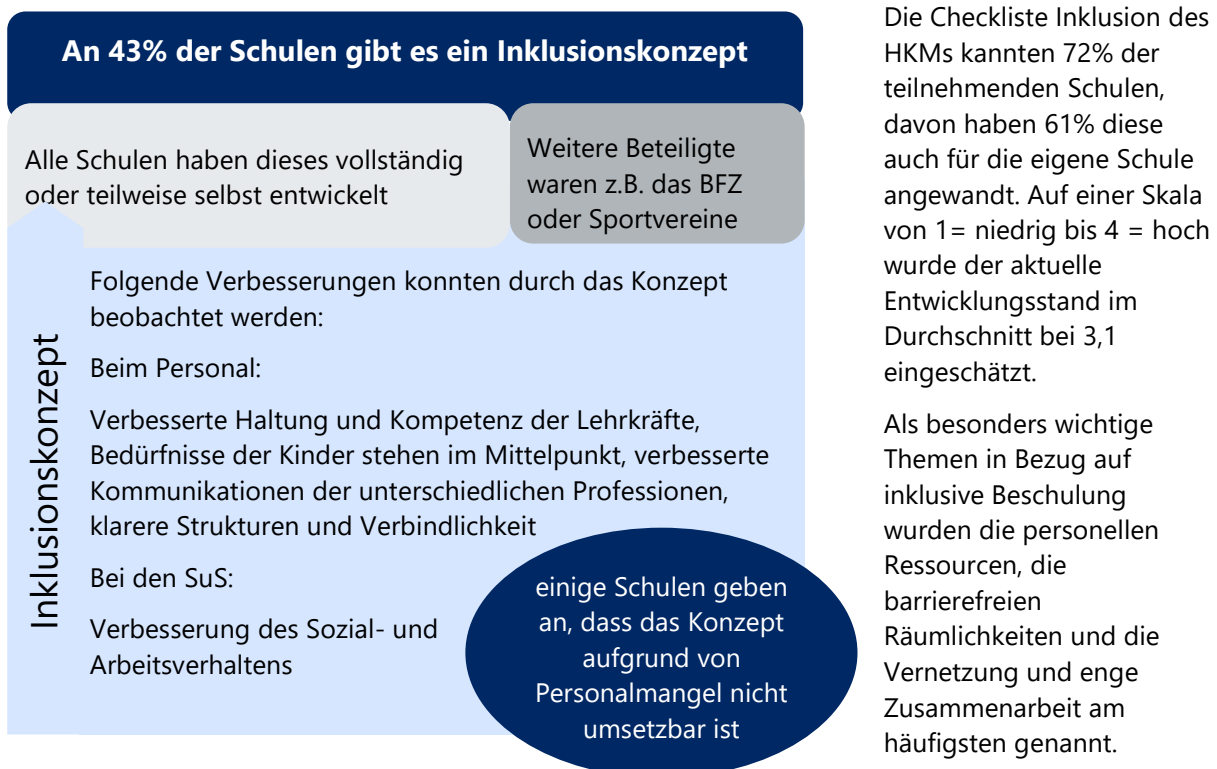 An 43% der Schulen gibt es ein Inklusionskonzept
Alle Schulen haben dieses vollständig
oder teilweise selbst entwickelt
Weitere Beteiligte
waren z.B. das BFZ
oder Sportvereine
Inklusionskonzept
Folgende Verbesserungen konnten durch das Konzept
beobachtet werden:
Beim Personal:
Verbesserte Haltung und Kompetenz der Lehrkräfte,
Bedürfnisse der Kinder stehen im Mittelpunkt, verbesserte
Kommunikationen der unterschiedlichen Professionen,
klarere Strukturen und Verbindlichkeit
Bei den SuS:
Verbesserung des Sozial- und
Arbeitsverhaltens
einige Schulen geben
an, dass das Konzept
aufgrund von
Personalmangel nicht
umsetzbar ist
Die Checkliste Inklusion des
HKMs kannten 72% der
teilnehmenden Schulen,
davon haben 61% diese
auch für die eigene Schule
angewandt. Auf einer Skala
von 1= niedrig bis 4 = hoch
wurde der aktuelle
Entwicklungsstand im
Durchschnitt bei 3,1
eingeschätzt.
Als besonders wichtige
Themen in Bezug auf
inklusive Beschulung
wurden die personellen
Ressourcen, die
barrierefreien
Räumlichkeiten und die
Vernetzung und enge
Zusammenarbeit am
häufigsten genannt.